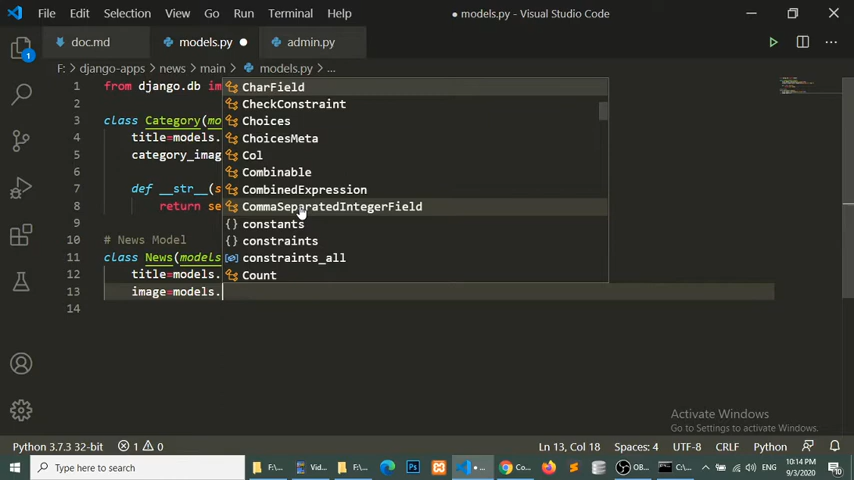 File Edit Selection View Go Run Terminal Help ● models.py - Visual Studio Code
doc.md models.py ● admin.py
F: > django-apps > news > main > models.py > ...
1 from django.db im
2
3 class Category(mo
4 title=models.
5 category_imag
6
7 def __str__(s
8 return se
9
10 # News Model
11 class News(models
12 title=models.
13 image=models.
14
CharField
CheckConstraint
Choices
ChoicesMeta
Col
Combinable
CombinedExpression
CommaSeparatedIntegerField
constants
constraints
constraints_all
Count
1
Activate Windows
Go to Settings to activate Windows.
Python 3.7.3 32-bit 1 0 Ln 13, Col 18 Spaces: 4 UTF-8 CRLF Python
Type here to search F:\... Vid... F:\... ... Co... OB... C:\... ENG 10:14 PM
9/3/2020